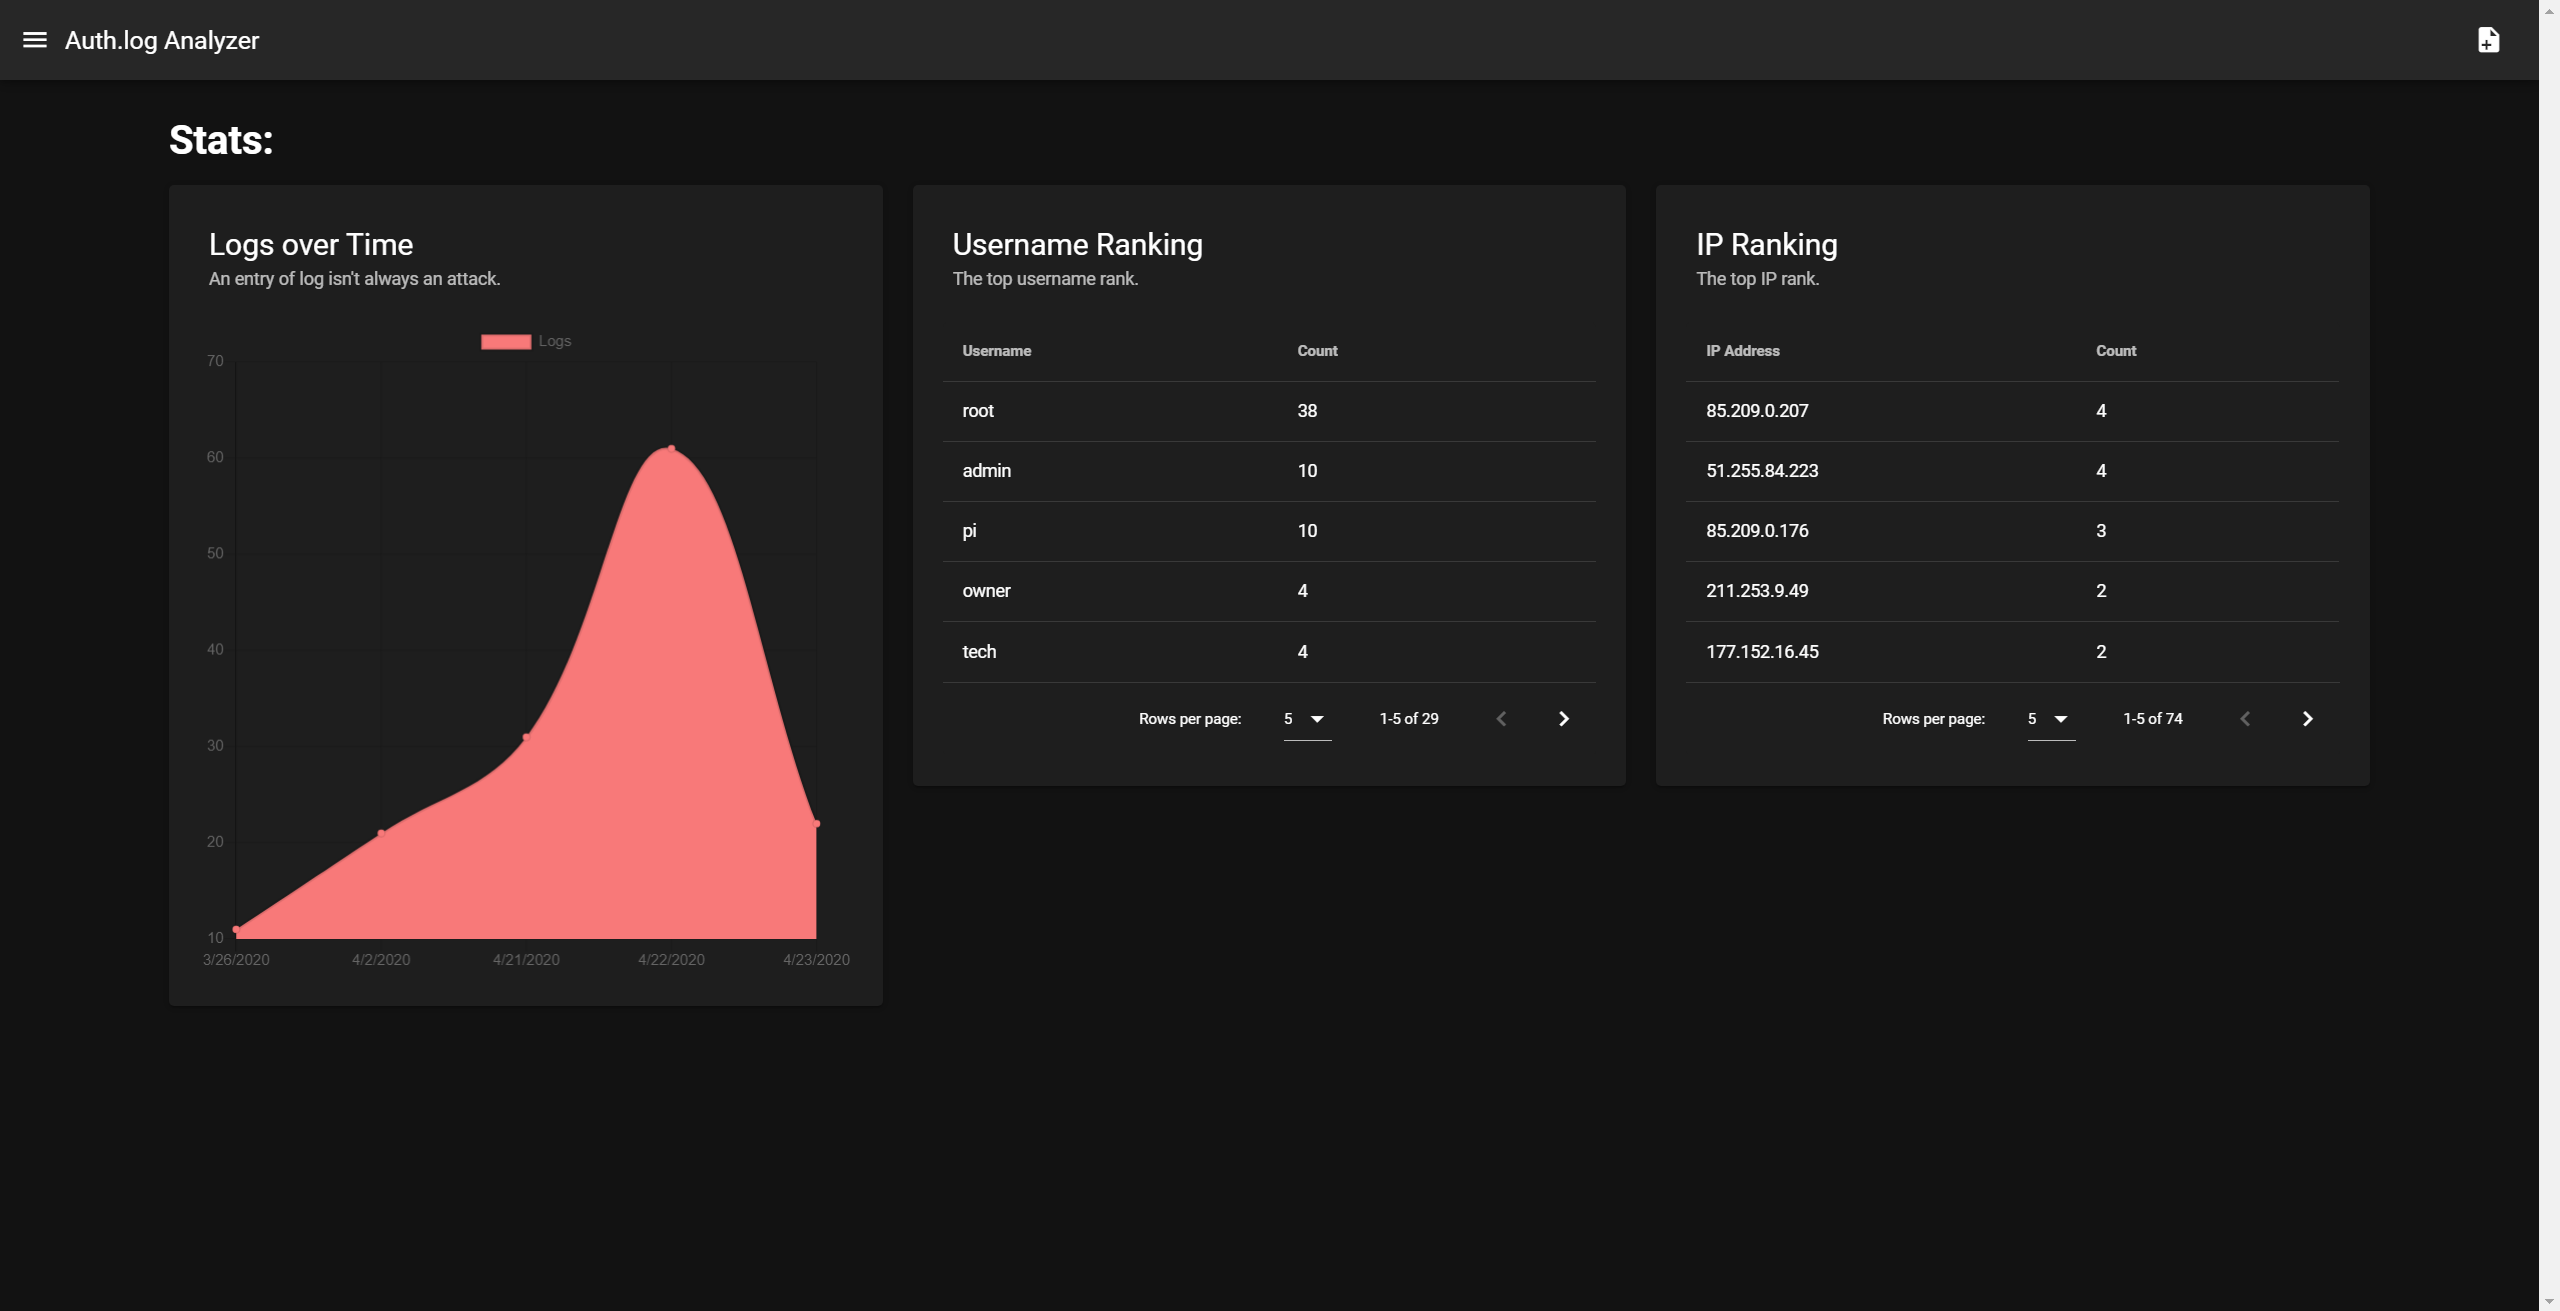 Auth.log Analyzer
Stats:
Logs over Time
An entry of log isn't always an attack.
Logs
70
60
50
40
30
20
10
3/26/2020 4/2/2020 4/21/2020 4/22/2020 4/23/2020
Username Ranking
The top username rank.
Username Count
root 38
admin 10
pi 10
owner 4
tech 4
Rows per page: 5 1-5 of 29
IP Ranking
The top IP rank.
IP Address Count
85.209.0.207 4
51.255.84.223 4
85.209.0.176 3
211.253.9.49 2
177.152.16.45 2
Rows per page: 5 1-5 of 74